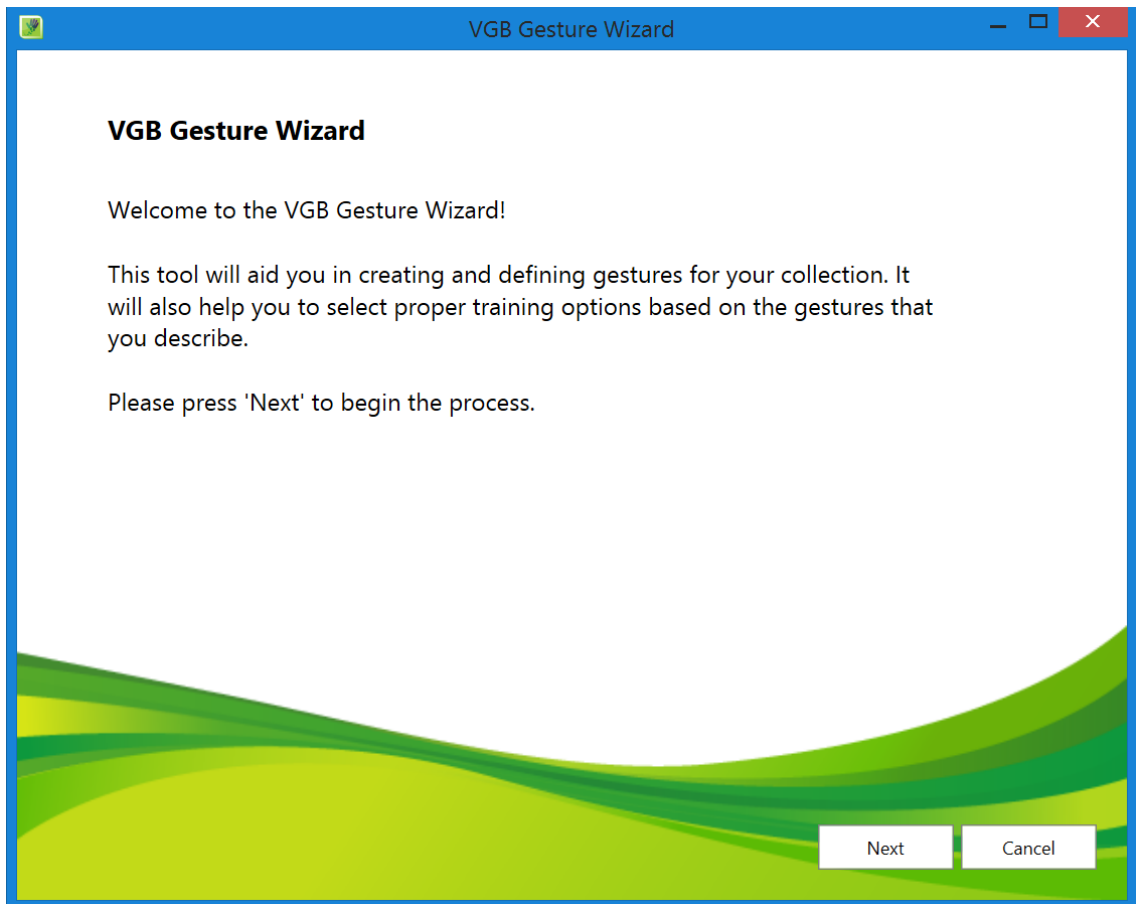 VGB Gesture Wizard
VGB Gesture Wizard
Welcome to the VGB Gesture Wizard!
This tool will aid you in creating and defining gestures for your collection. It
will also help you to select proper training options based on the gestures that
you describe.
Please press 'Next' to begin the process.
Next
Cancel